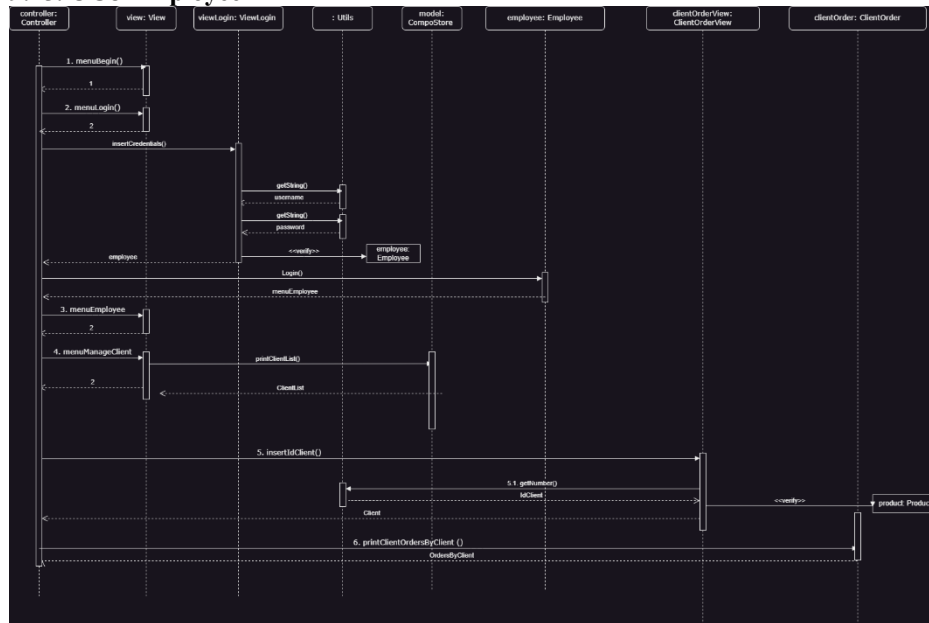 controller:
Controller
view: View
viewLogin: ViewLogin
: Utils
model:
CompoStore
employee: Employee
clientOrderView:
ClientOrderView
clientOrder: ClientOrder
1. menuBegin()
1
2. menuLogin()
2
insertCredentials()
getString()
username
getString()
password
<<verify>>
employee:
Employee
employee
Login()
menuEmployee
3. menuEmployee
2
4. menuManageClient
printClientList()
2
ClientList
5. insertIdClient()
5.1. getNumber()
IdClient
<<verify>>
product: Produc
Client
6. printClientOrdersByClient ()
OrdersByClient